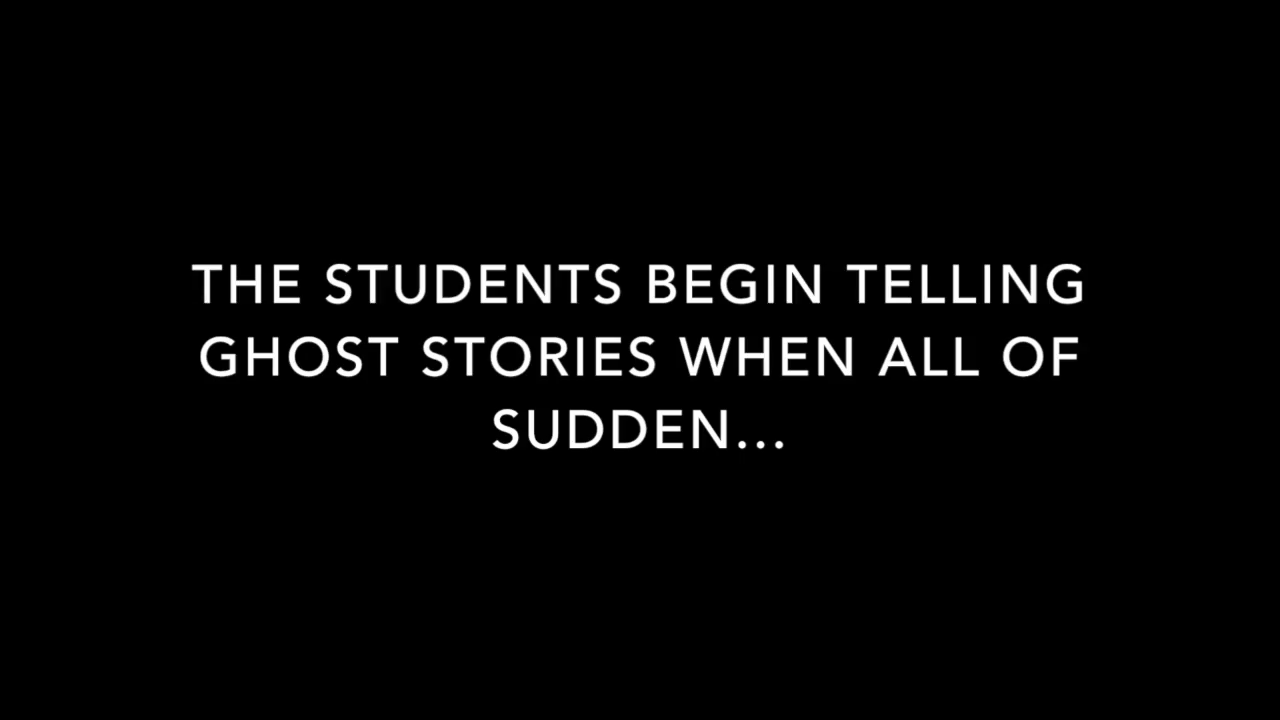 THE STUDENTS BEGIN TELLING
GHOST STORIES WHEN ALL OF
SUDDEN...